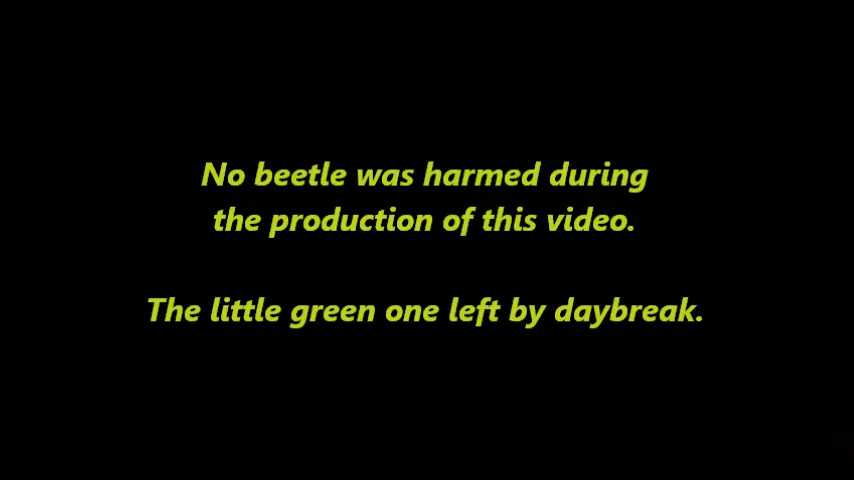 No beetle was harmed during
the production of this video.
The little green one left by daybreak.